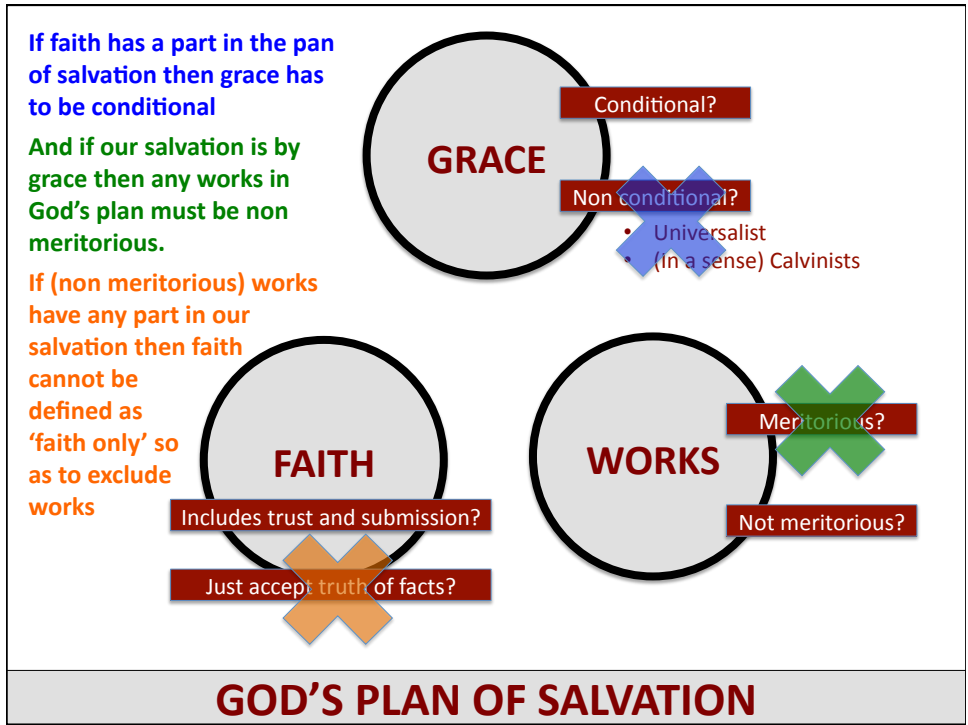 If faith has a part in the pan
of salvation then grace has
to be conditional
And if our salvation is by
grace then any works in
God’s plan must be non
meritorious.
If (non meritorious) works
have any part in our
salvation then faith
cannot be
defined as
‘faith only’ so
as to exclude
works
GRACE
Conditional?
Non conditional?
• Universalist
• (in a sense) Calvinists
FAITH
Includes trust and submission?
Just accept truth of facts?
WORKS
Meritorious?
Not meritorious?
GOD’S PLAN OF SALVATION